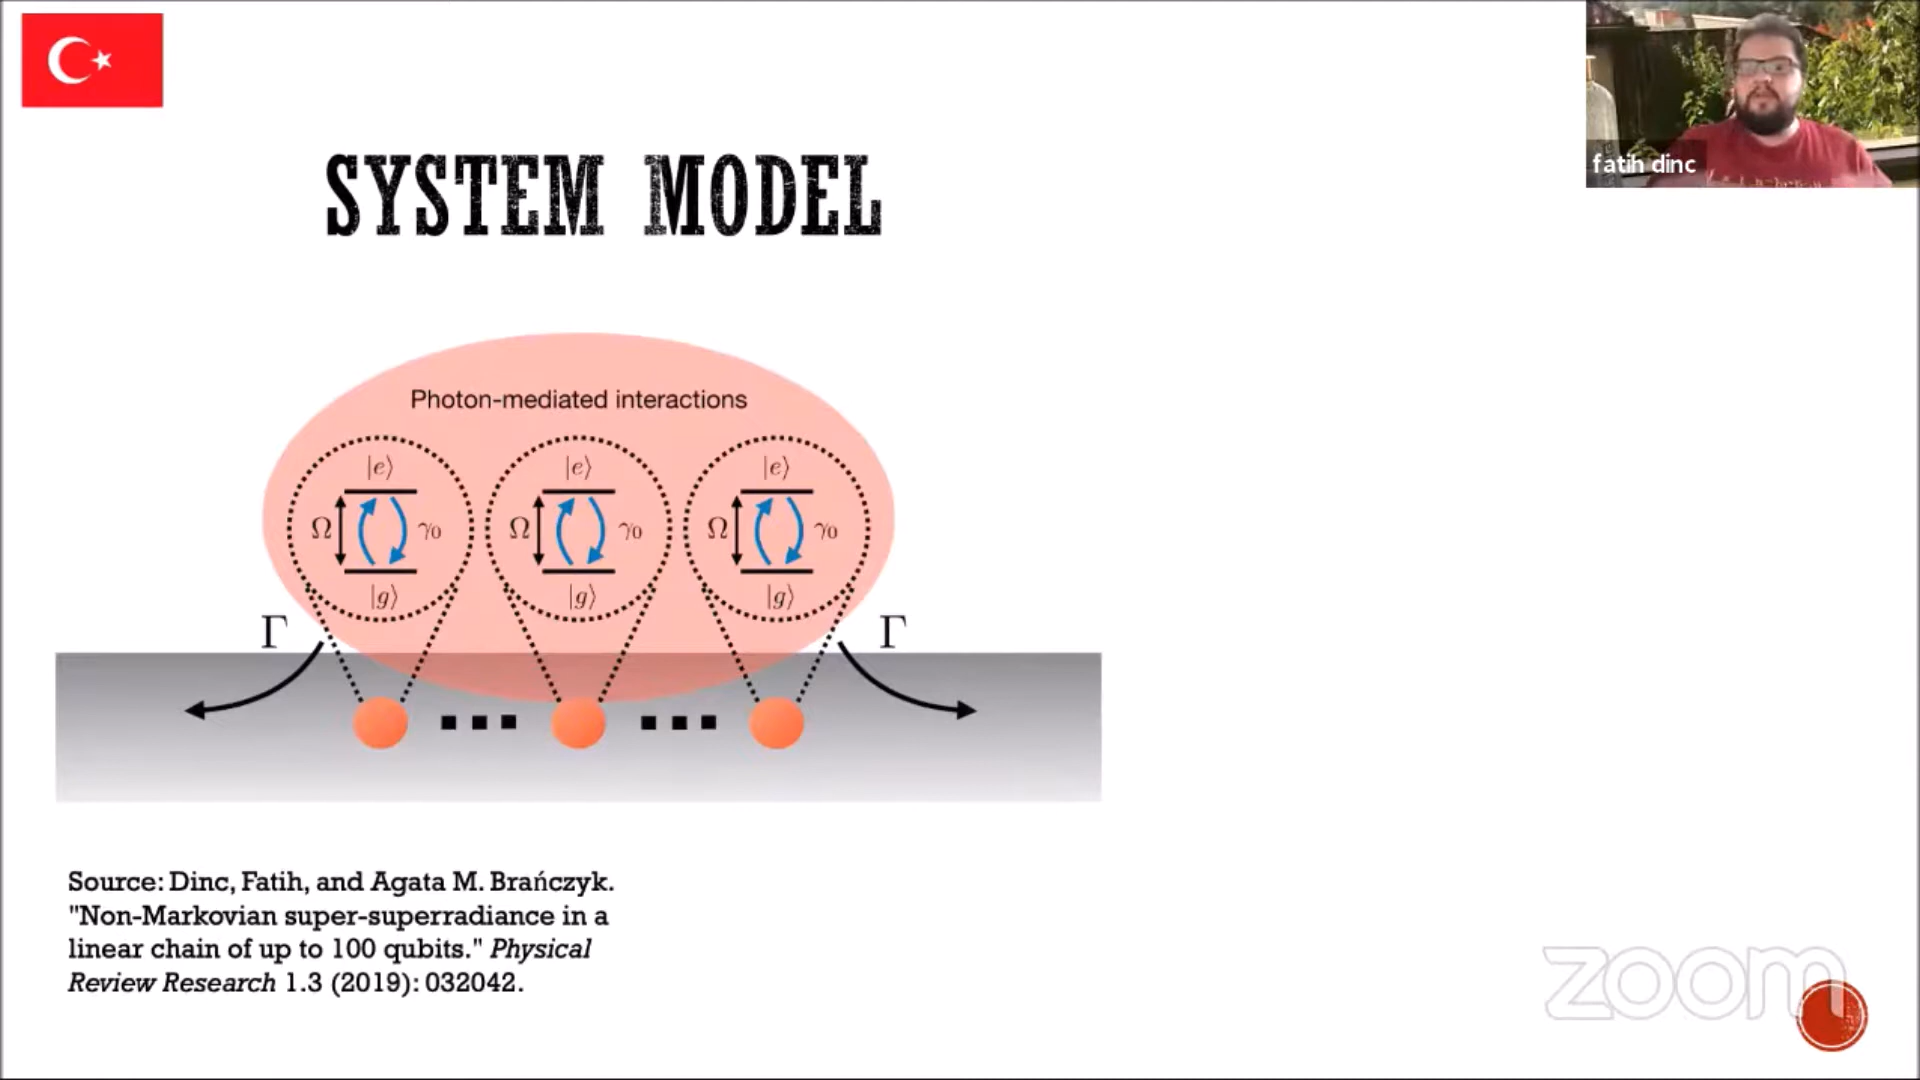 fatih dinc
SYSTEM MODEL
Photon-mediated interactions
|e⟩ |e⟩ |e⟩
Ω γ₀ Ω γ₀ Ω γ₀
|g⟩ |g⟩ |g⟩
Γ Γ
Source: Dinc, Fatih, and Agata M. Brańczyk.
"Non-Markovian super-superradiance in a
linear chain of up to 100 qubits." Physical
Review Research 1.3 (2019): 032042.
zoom